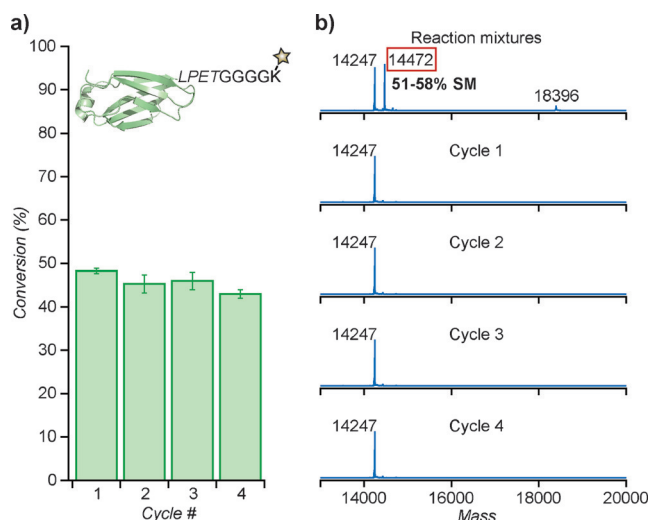 a)
100
90
80
70
60
50
40
30
20
10
0
Conversion (%)
LPETGGGGK
1 2 3 4
Cycle #
b)
Reaction mixtures
14247 14472
51-58% SM
18396
14247 Cycle 1
14247 Cycle 2
14247 Cycle 3
14247 Cycle 4
14000 16000 18000 20000
Mass